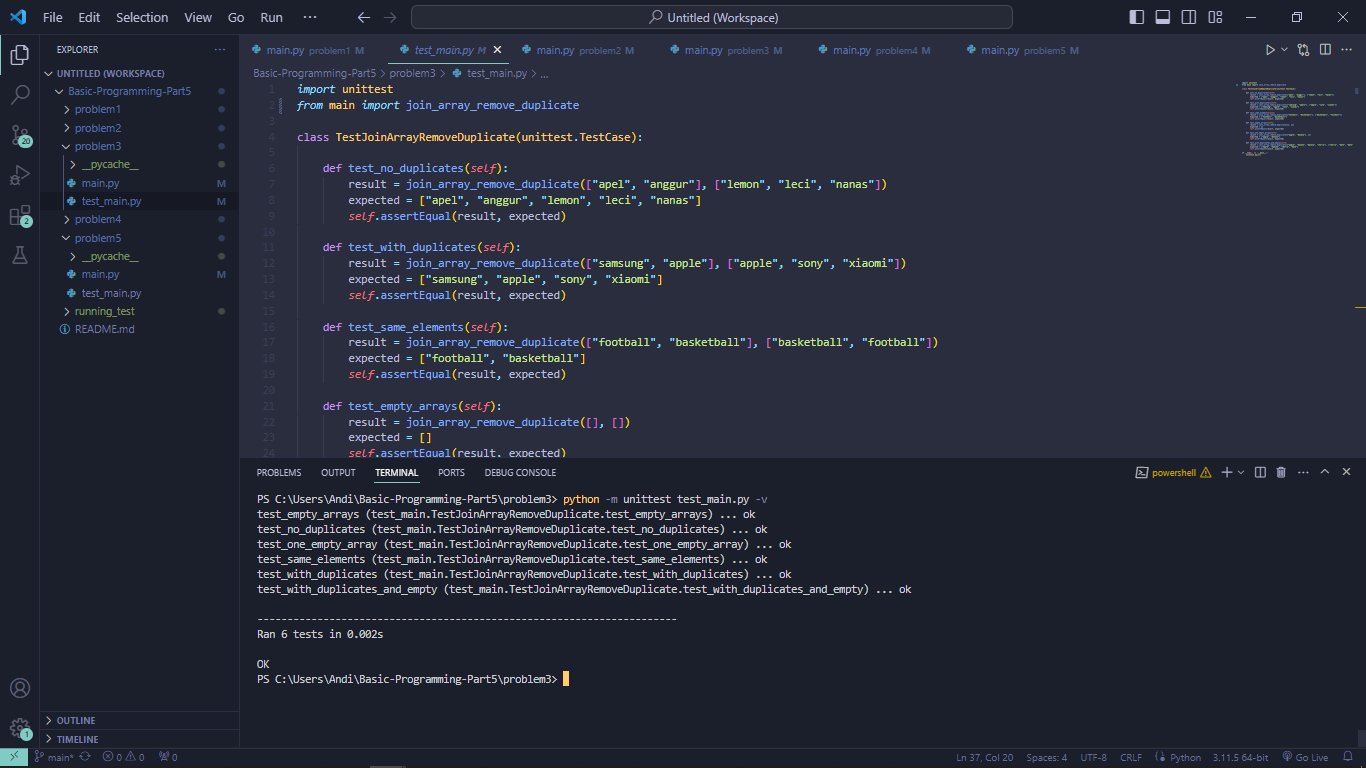 File Edit Selection View Go Run ··· Untitled (Workspace)
EXPLORER ···
UNTITLED (WORKSPACE)
Basic-Programming-Part5
problem1
problem2
problem3
__pycache__
main.py M
test_main.py M
problem4
problem5
__pycache__
main.py M
test_main.py
running_test
README.md
OUTLINE
TIMELINE
20
2
1
main.py problem1 M test_main.py M main.py problem2 M main.py problem3 M main.py problem4 M main.py problem5 M
Basic-Programming-Part5 > problem3 > test_main.py > ...
1 import unittest
2 from main import join_array_remove_duplicate
3
4 class TestJoinArrayRemoveDuplicate(unittest.TestCase):
5
6 def test_no_duplicates(self):
7 result = join_array_remove_duplicate(["apel", "anggur"], ["lemon", "leci", "nanas"])
8 expected = ["apel", "anggur", "lemon", "leci", "nanas"]
9 self.assertEqual(result, expected)
10
11 def test_with_duplicates(self):
12 result = join_array_remove_duplicate(["samsung", "apple"], ["apple", "sony", "xiaomi"])
13 expected = ["samsung", "apple", "sony", "xiaomi"]
14 self.assertEqual(result, expected)
15
16 def test_same_elements(self):
17 result = join_array_remove_duplicate(["football", "basketball"], ["basketball", "football"])
18 expected = ["football", "basketball"]
19 self.assertEqual(result, expected)
20
21 def test_empty_arrays(self):
22 result = join_array_remove_duplicate([], [])
23 expected = []
24 self.assertEqual(result, expected)
PROBLEMS OUTPUT TERMINAL PORTS DEBUG CONSOLE powershell
PS C:\Users\Andi\Basic-Programming-Part5\problem3> python -m unittest test_main.py -v
test_empty_arrays (test_main.TestJoinArrayRemoveDuplicate.test_empty_arrays) ... ok
test_no_duplicates (test_main.TestJoinArrayRemoveDuplicate.test_no_duplicates) ... ok
test_one_empty_array (test_main.TestJoinArrayRemoveDuplicate.test_one_empty_array) ... ok
test_same_elements (test_main.TestJoinArrayRemoveDuplicate.test_same_elements) ... ok
test_with_duplicates (test_main.TestJoinArrayRemoveDuplicate.test_with_duplicates) ... ok
test_with_duplicates_and_empty (test_main.TestJoinArrayRemoveDuplicate.test_with_duplicates_and_empty) ... ok
----------------------------------------------------------------------
Ran 6 tests in 0.002s
OK
PS C:\Users\Andi\Basic-Programming-Part5\problem3>
main* 0 0 0 Ln 37, Col 20 Spaces: 4 UTF-8 CRLF Python 3.11.5 64-bit Go Live